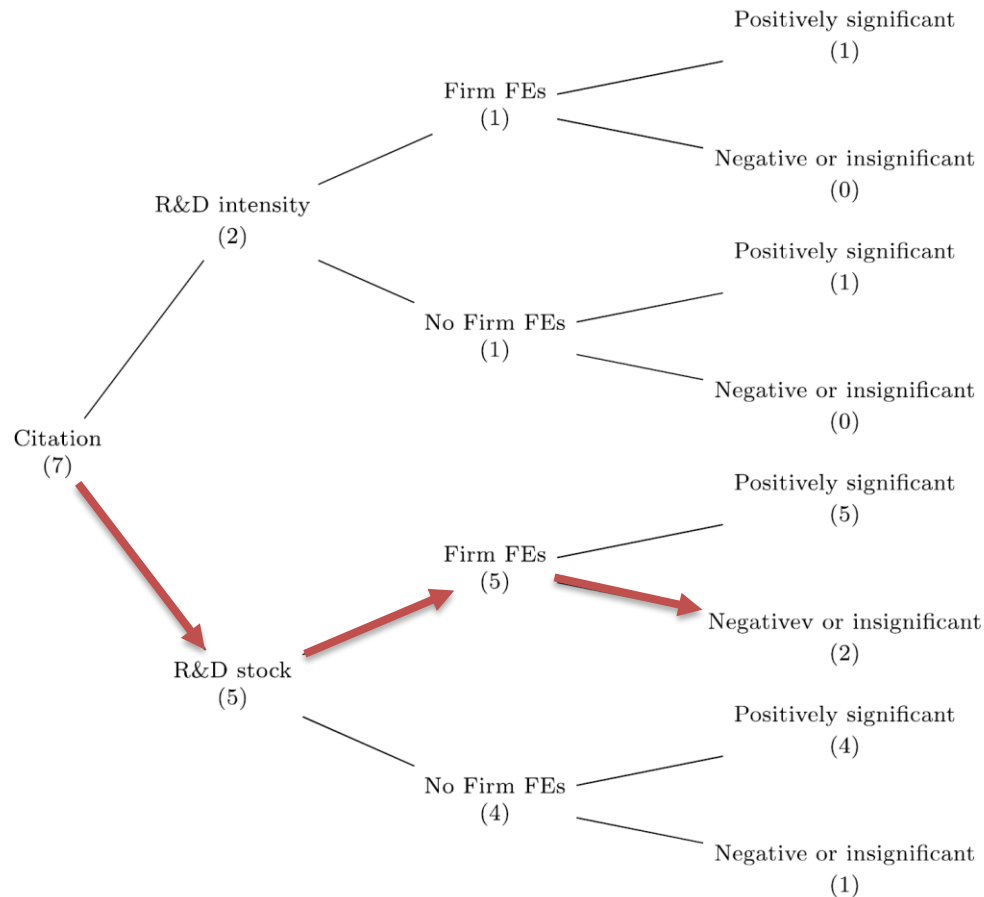 Positively significant
(1)
Firm FEs
(1)
Negative or insignificant
(0)
R&D intensity
(2)
Positively significant
(1)
No Firm FEs
(1)
Negative or insignificant
(0)
Citation
(7)
Positively significant
(5)
Firm FEs
(5)
Negativev or insignificant
(2)
R&D stock
(5)
Positively significant
(4)
No Firm FEs
(4)
Negative or insignificant
(1)